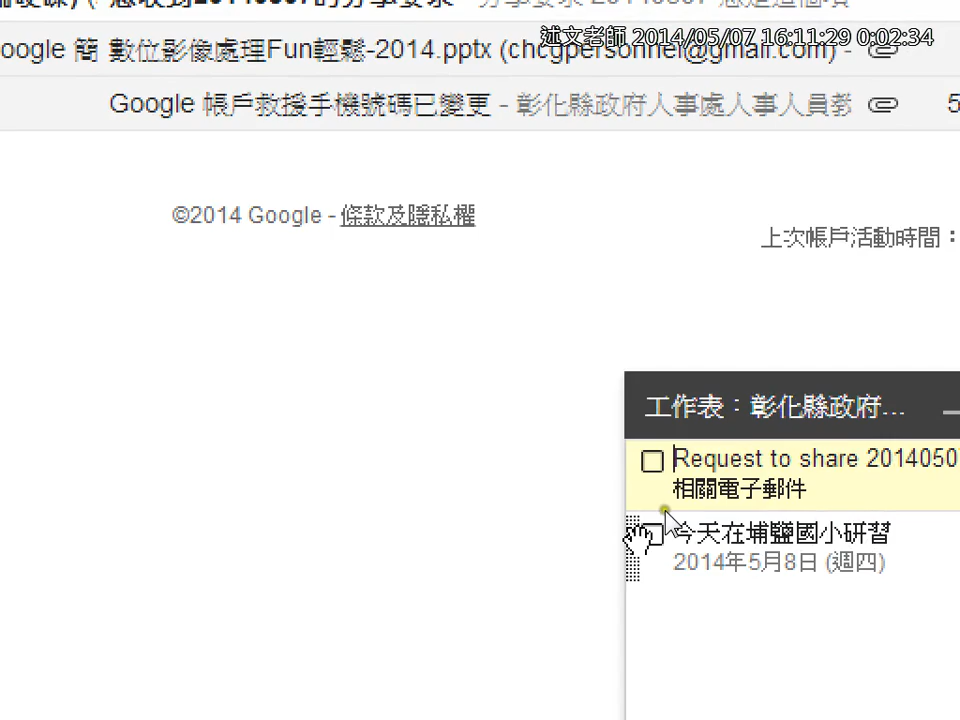 述文老師 2014/05/07 16:11:29 0:02:34
oogle 簡 數位影像處理Fun輕鬆-2014.pptx (chcgpersonnel@gmail.com) -
Google 帳戶救援手機號碼已變更 - 彰化縣政府人事處人事人員教
©2014 Google - 條款及隱私權
上次帳戶活動時間：
工作表：彰化縣政府...
Request to share 2014050
相關電子郵件
今天在埔鹽國小研習
2014年5月8日 (週四)